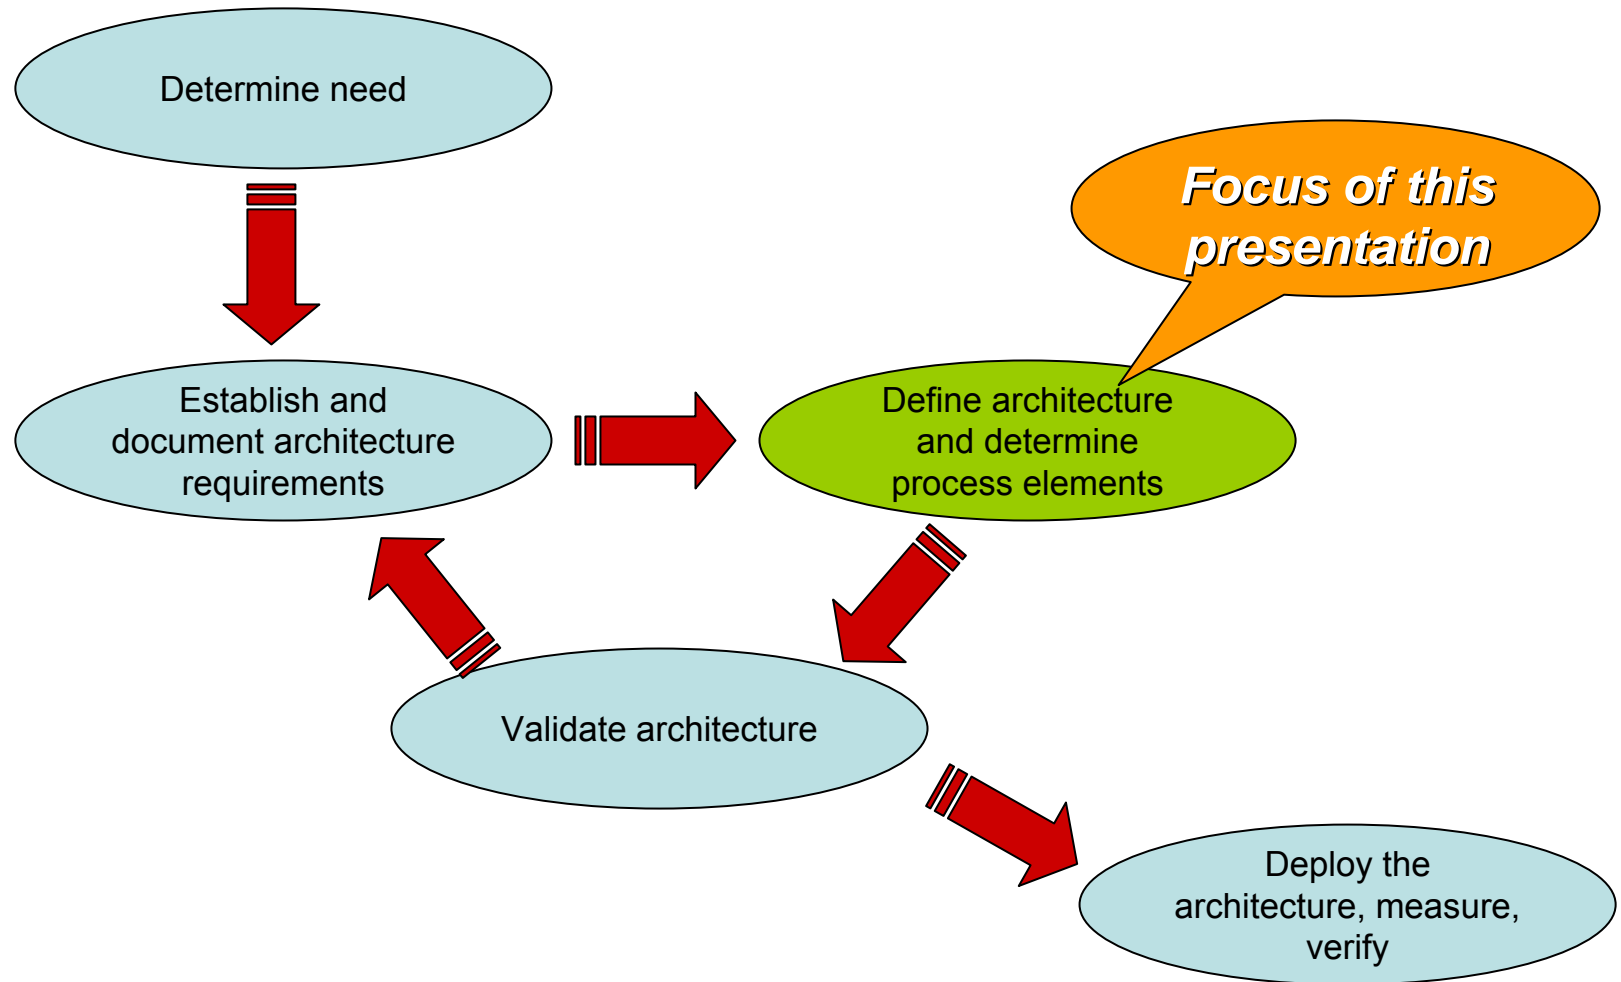 Determine need
Focus of this
presentation
Establish and
document architecture
requirements
Define architecture
and determine
process elements
Validate architecture
Deploy the
architecture, measure,
verify